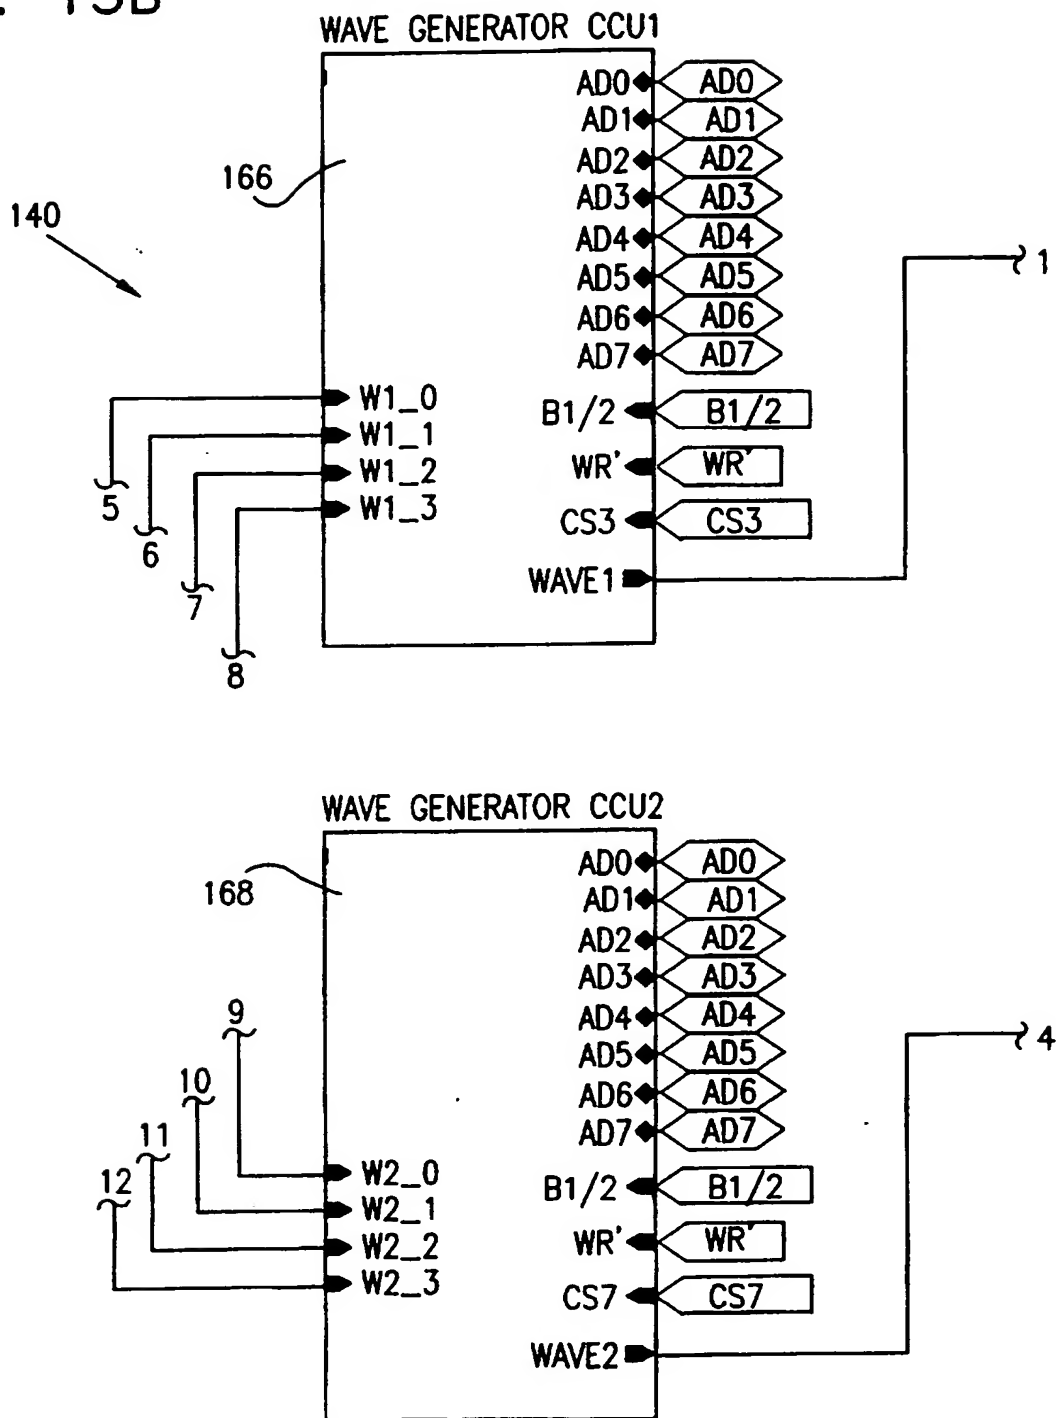 15B
WAVE GENERATOR CCU1
AD0 AD0
AD1 AD1
AD2 AD2
166
AD3 AD3
140
AD4 AD4
1
AD5 AD5
AD6 AD6
AD7 AD7
W1_0
B1/2 B1/2
W1_1
WR' WR'
W1_2
5
W1_3
CS3 CS3
6
WAVE1
7
8
WAVE GENERATOR CCU2
AD0 AD0
168
AD1 AD1
AD2 AD2
AD3 AD3
9
AD4 AD4
4
AD5 AD5
10
AD6 AD6
11
AD7 AD7
12
W2_0
B1/2 B1/2
W2_1
WR' WR'
W2_2
W2_3
CS7 CS7
WAVE2